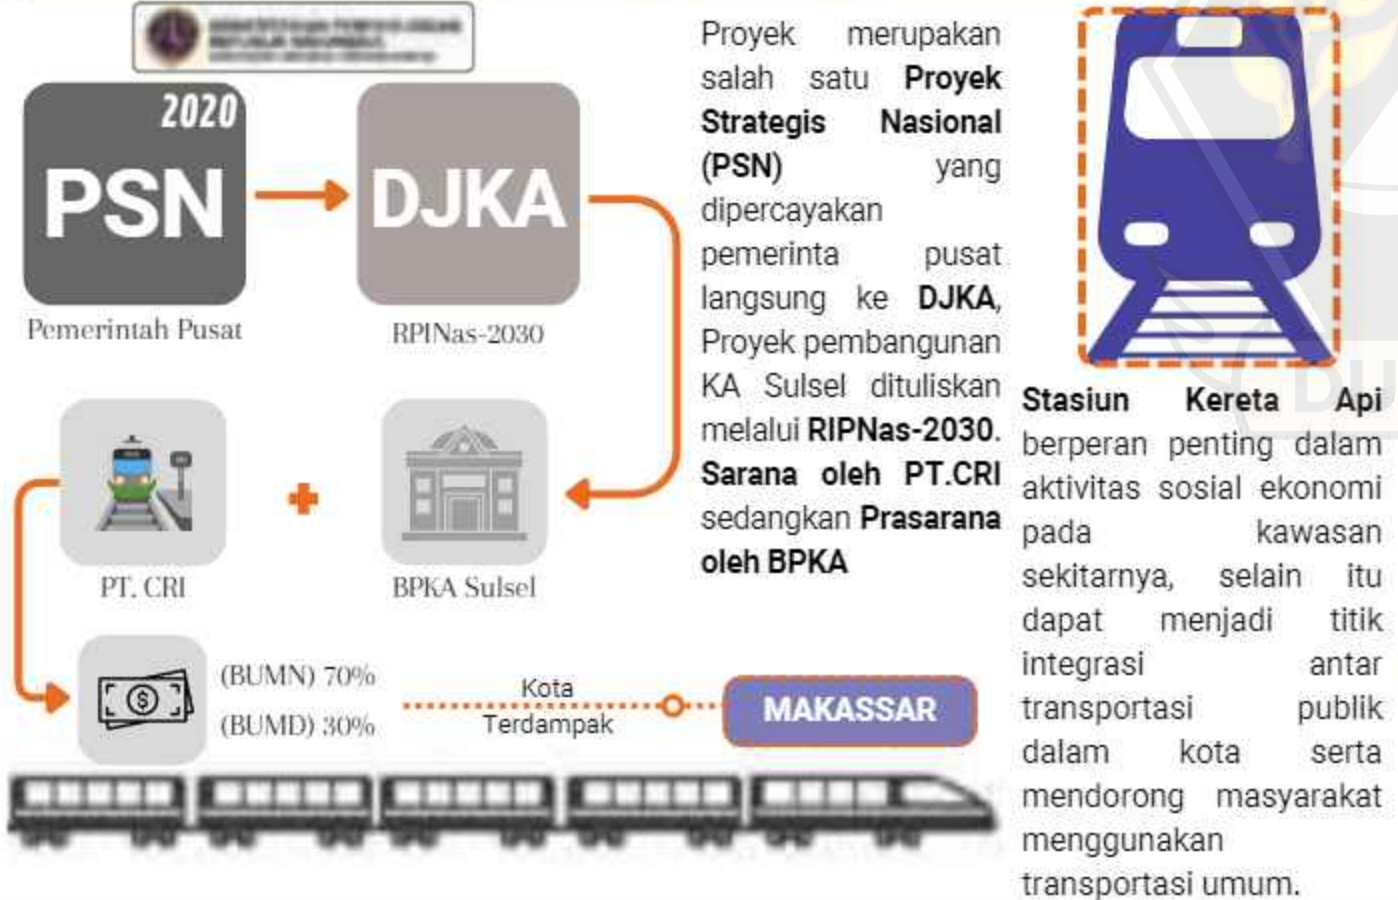 2020
PSN
Pemerintah Pusat
DJKA
RPINas-2030
PT. CRI
BPKA Sulsel
(BUMN) 70%
(BUMD) 30%
Kota
Terdampak
MAKASSAR
Proyek merupakan
salah satu Proyek
Strategis Nasional
(PSN) yang
dipercayakan
pemerinta pusat
langsung ke DJKA,
Proyek pembangunan
KA Sulsel dituliskan
melalui RIPNas-2030.
Sarana oleh PT.CRI
sedangkan Prasarana
oleh BPKA
Stasiun Kereta Api
berperan penting dalam
aktivitas sosial ekonomi
pada kawasan
sekitarnya, selain itu
dapat menjadi titik
integrasi antar
transportasi publik
dalam kota serta
mendorong masyarakat
menggunakan
transportasi umum.